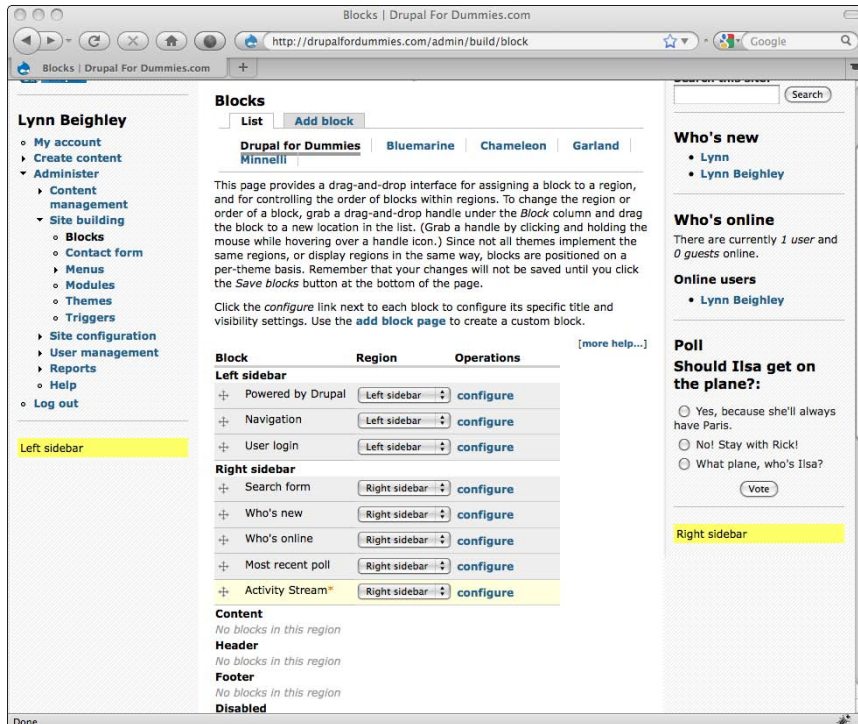 Blocks | Drupal For Dummies.com
http://drupalfordummies.com/admin/build/block
Google
Blocks | Drupal For Dummies.com
+
Lynn Beighley
My account
Create content
Administer
Content
management
Site building
Blocks
Contact form
Menus
Modules
Themes
Triggers
Site configuration
User management
Reports
Help
Log out
Left sidebar
Blocks
List Add block
Drupal for Dummies Bluemarine Chameleon Garland
Minnelli
This page provides a drag-and-drop interface for assigning a block to a region,
and for controlling the order of blocks within regions. To change the region or
order of a block, grab a drag-and-drop handle under the Block column and drag
the block to a new location in the list. (Grab a handle by clicking and holding the
mouse while hovering over a handle icon.) Since not all themes implement the
same regions, or display regions in the same way, blocks are positioned on a
per-theme basis. Remember that your changes will not be saved until you click
the Save blocks button at the bottom of the page.
Click the configure link next to each block to configure its specific title and
visibility settings. Use the add block page to create a custom block.
[more help...]
Block Region Operations
Left sidebar
Powered by Drupal Left sidebar configure
Navigation Left sidebar configure
User login Left sidebar configure
Right sidebar
Search form Right sidebar configure
Who's new Right sidebar configure
Who's online Right sidebar configure
Most recent poll Right sidebar configure
Activity Stream* Right sidebar configure
Content
No blocks in this region
Header
No blocks in this region
Footer
No blocks in this region
Disabled
Search this site:
Search
Who's new
Lynn
Lynn Beighley
Who's online
There are currently 1 user and
0 guests online.
Online users
Lynn Beighley
Poll
Should Ilsa get on
the plane?:
Yes, because she'll always
have Paris.
No! Stay with Rick!
What plane, who's Ilsa?
Vote
Right sidebar
Done